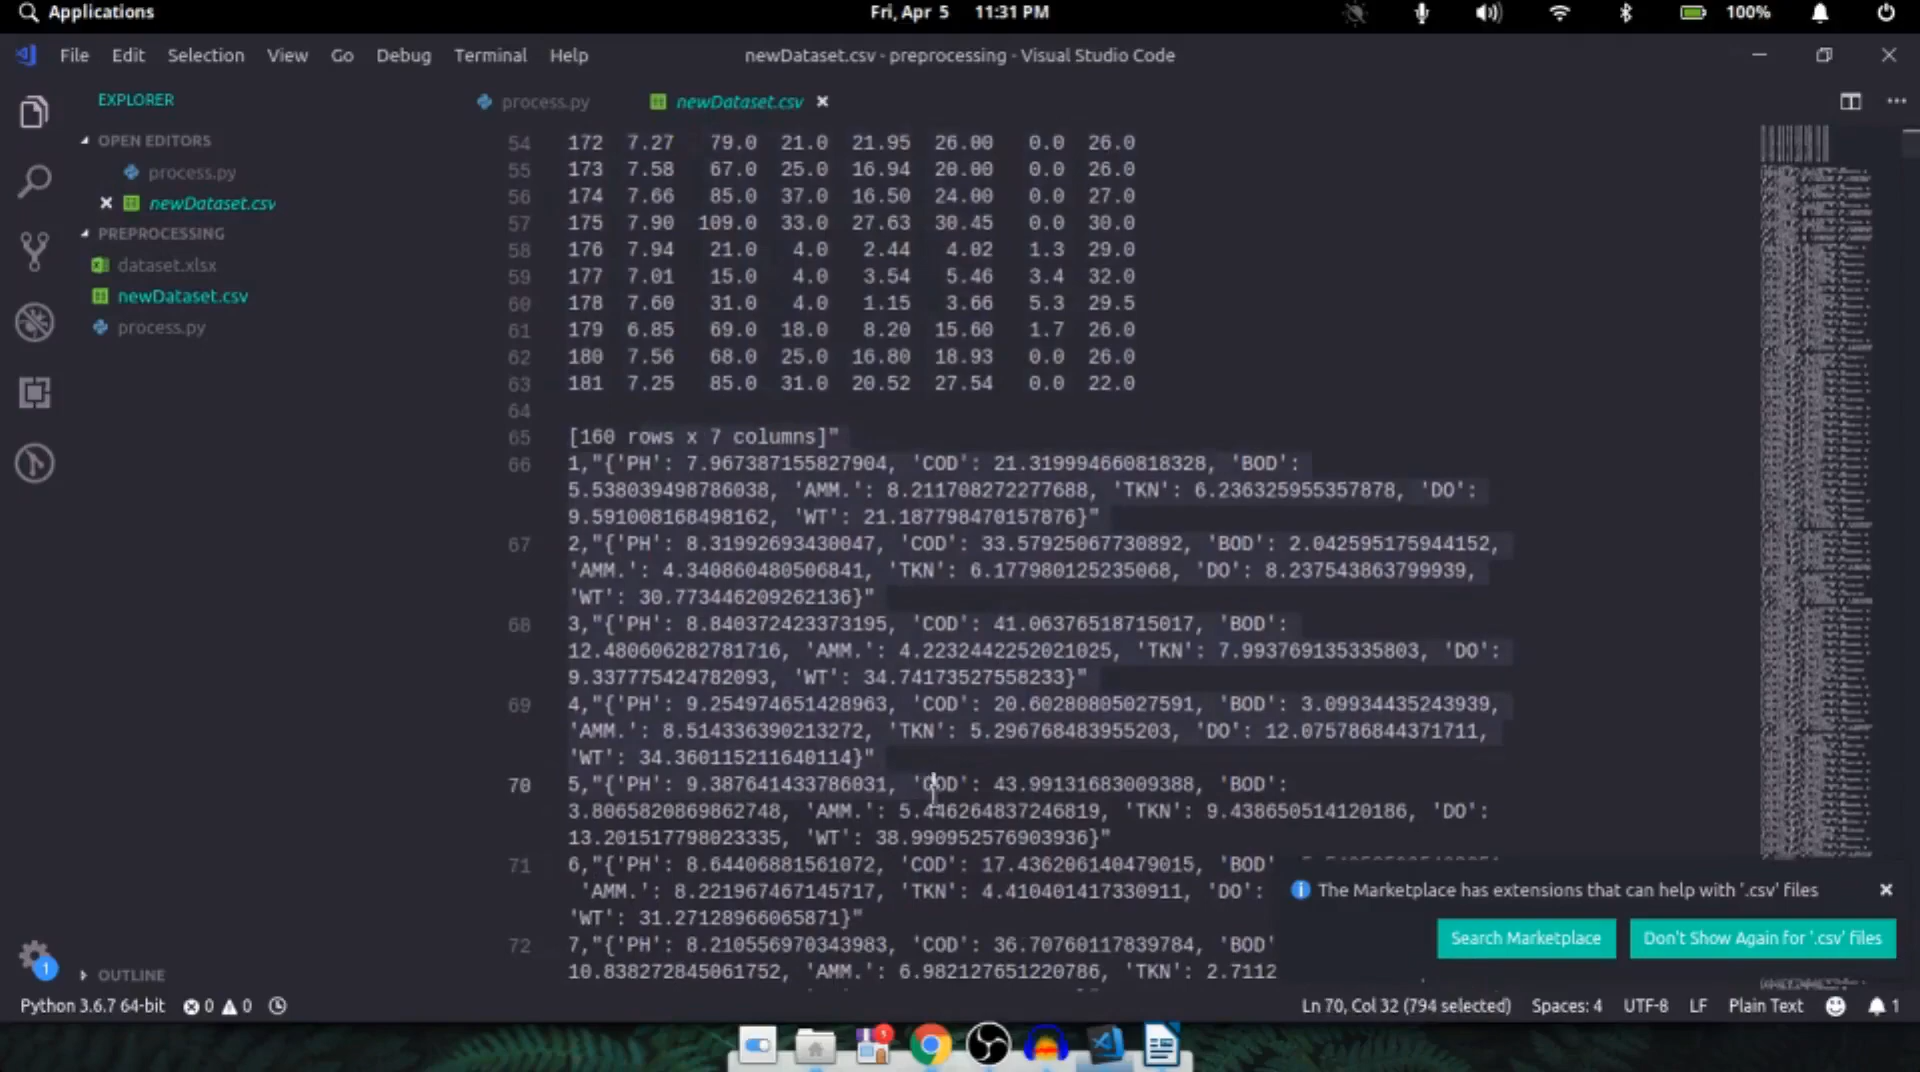 Applications
Fri, Apr 5 11:31 PM
100%
File Edit Selection View Go Debug Terminal Help
newDataset.csv - preprocessing - Visual Studio Code
EXPLORER
process.py
newDataset.csv
OPEN EDITORS
process.py
newDataset.csv
PREPROCESSING
dataset.xlsx
newDataset.csv
process.py
54 172 7.27 79.0 21.0 21.95 26.00 0.0 26.0
55 173 7.58 67.0 25.0 16.94 20.00 0.0 26.0
56 174 7.66 85.0 37.0 16.50 24.00 0.0 27.0
57 175 7.90 109.0 33.0 27.63 30.45 0.0 30.0
58 176 7.94 21.0 4.0 2.44 4.02 1.3 29.0
59 177 7.01 15.0 4.0 3.54 5.46 3.4 32.0
60 178 7.60 31.0 4.0 1.15 3.66 5.3 29.5
61 179 6.85 69.0 18.0 8.20 15.60 1.7 26.0
62 180 7.56 68.0 25.0 16.80 18.93 0.0 26.0
63 181 7.25 85.0 31.0 20.52 27.54 0.0 22.0
64
65 [160 rows x 7 columns]"
66 1,"{'PH': 7.967387155827904, 'COD': 21.319994660818328, 'BOD':
5.538039498786038, 'AMM.': 8.211708272277688, 'TKN': 6.236325955357878, 'DO':
9.591008168498162, 'WT': 21.187798470157876}"
67 2,"{'PH': 8.31992693430047, 'COD': 33.57925067730892, 'BOD': 2.042595175944152,
'AMM.': 4.340860480506841, 'TKN': 6.177980125235068, 'DO': 8.237543863799939,
'WT': 30.773446209262136}"
68 3,"{'PH': 8.840372423373195, 'COD': 41.06376518715017, 'BOD':
12.480606282781716, 'AMM.': 4.2232442252021025, 'TKN': 7.993769135335803, 'DO':
9.337775424782093, 'WT': 34.74173527558233}"
69 4,"{'PH': 9.254974651428963, 'COD': 20.60280805027591, 'BOD': 3.09934435243939,
'AMM.': 8.514336390213272, 'TKN': 5.296768483955203, 'DO': 12.075786844371711,
'WT': 34.360115211640114}"
70 5,"{'PH': 9.387641433786031, 'COD': 43.99131683009388, 'BOD':
3.8065820869862748, 'AMM.': 5.446264837246819, 'TKN': 9.438650514120186, 'DO':
13.201517798023335, 'WT': 38.990952576903936}"
71 6,"{'PH': 8.64406881561072, 'COD': 17.436206140479015, 'BOD'
'AMM.': 8.221967467145717, 'TKN': 4.410401417330911, 'DO':
'WT': 31.27128966065871}"
72 7,"{'PH': 8.210556970343983, 'COD': 36.70760117839784, 'BOD'
10.838272845061752, 'AMM.': 6.982127651220786, 'TKN': 2.7112
The Marketplace has extensions that can help with '.csv' files
Search Marketplace
Don't Show Again for '.csv' files
1
OUTLINE
Python 3.6.7 64-bit 0 0
Ln 70, Col 32 (794 selected) Spaces: 4 UTF-8 LF Plain Text 1